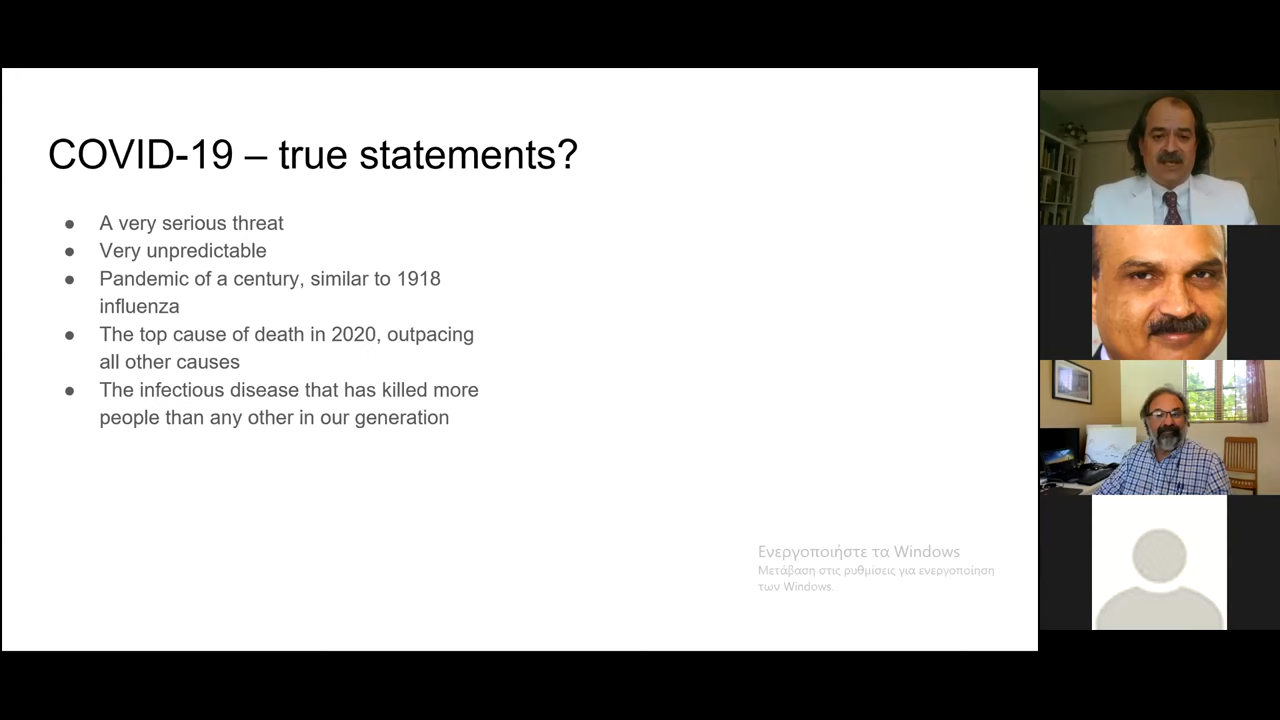 COVID-19 – true statements?
● A very serious threat
● Very unpredictable
● Pandemic of a century, similar to 1918
influenza
● The top cause of death in 2020, outpacing
all other causes
● The infectious disease that has killed more
people than any other in our generation
Ενεργοποιήστε τα Windows
Μετάβαση στις ρυθμίσεις για ενεργοποίηση
των Windows.